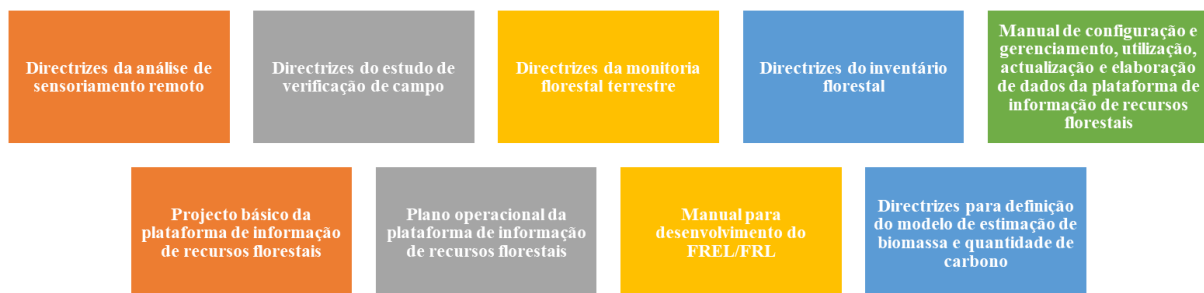 Directrizes da análise de
sensoriamento remoto
Directrizes do estudo de
verificação de campo
Directrizes da monitoria
florestal terrestre
Directrizes do inventário
florestal
Manual de configuração e
gerenciamento, utilização,
actualização e elaboração
de dados da plataforma de
informação de recursos
florestais
Projecto básico da
plataforma de informação
de recursos florestais
Plano operacional da
plataforma de informação
de recursos florestais
Manual para
desenvolvimento do
FREL/FRL
Directrizes para definição
do modelo de estimação de
biomassa e quantidade de
carbono